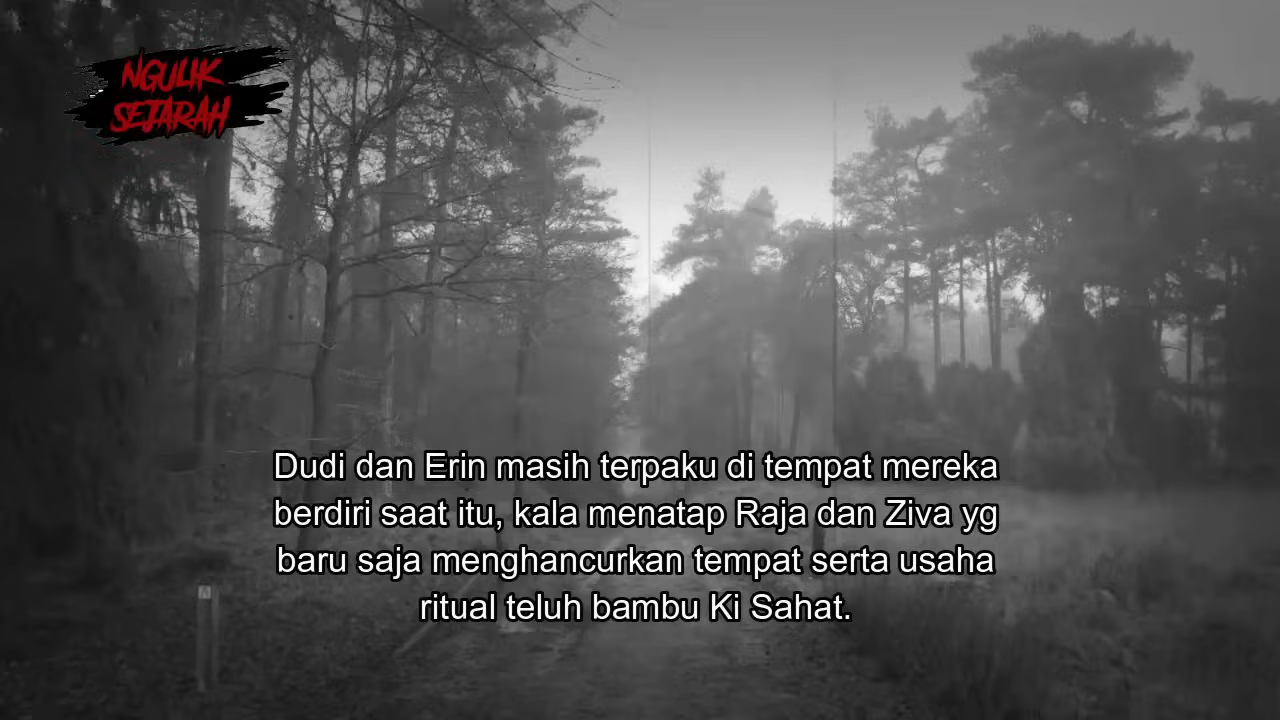 NGULIK
SEJARAH
Dudi dan Erin masih terpaku di tempat mereka
berdiri saat itu, kala menatap Raja dan Ziva yg
baru saja menghancurkan tempat serta usaha
ritual teluh bambu Ki Sahat.